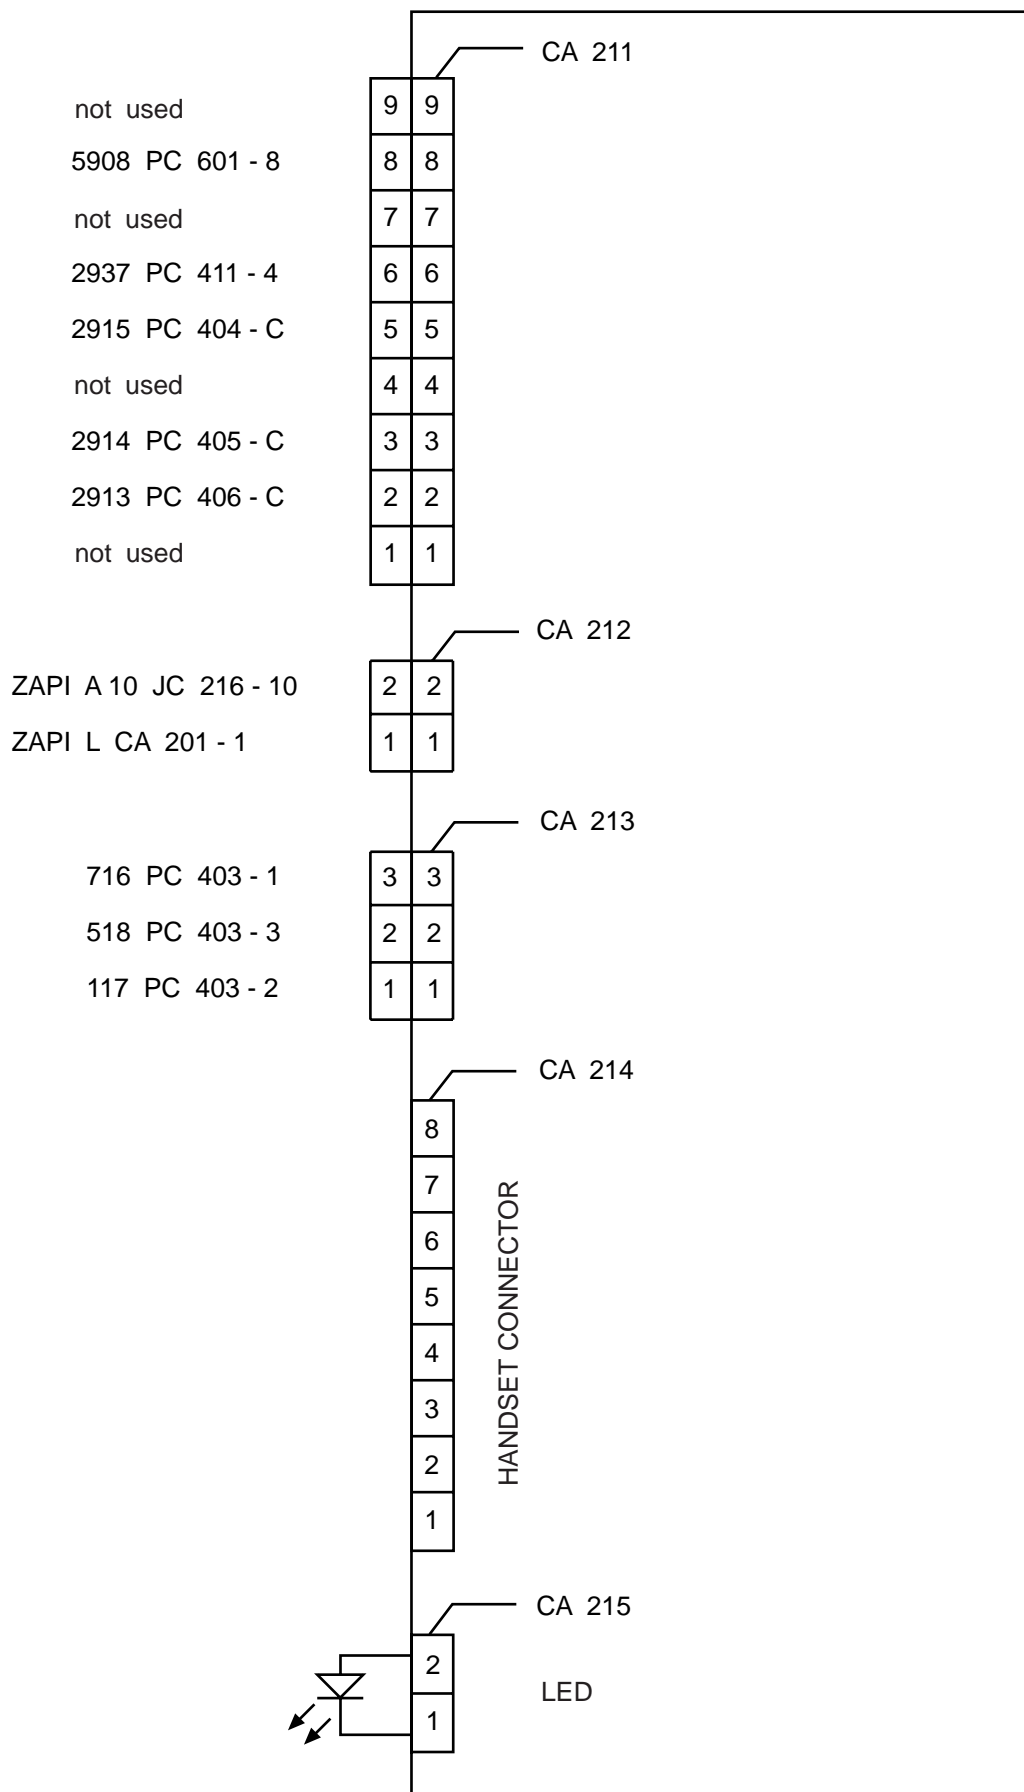 CA 211
not used 9 9
5908 PC 601 - 8 8 8
not used 7 7
2937 PC 411 - 4 6 6
2915 PC 404 - C 5 5
not used 4 4
2914 PC 405 - C 3 3
2913 PC 406 - C 2 2
not used 1 1
CA 212
ZAPI A 10 JC 216 - 10 2 2
ZAPI L CA 201 - 1 1 1
CA 213
716 PC 403 - 1 3 3
518 PC 403 - 3 2 2
117 PC 403 - 2 1 1
CA 214
8
7
6
5
4
3
2
1
HANDSET CONNECTOR
CA 215
2
LED
1